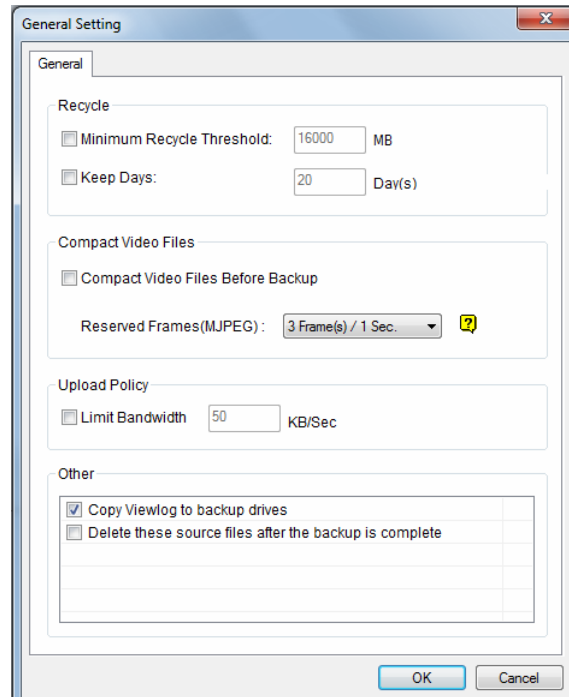 General Setting
General
Recycle
Minimum Recycle Threshold: 16000 MB
Keep Days: 20 Day(s)
Compact Video Files
Compact Video Files Before Backup
Reserved Frames(MJPEG) : 3 Frame(s) / 1 Sec.
Upload Policy
Limit Bandwidth 50 KB/Sec
Other
Copy Viewlog to backup drives
Delete these source files after the backup is complete
OK Cancel